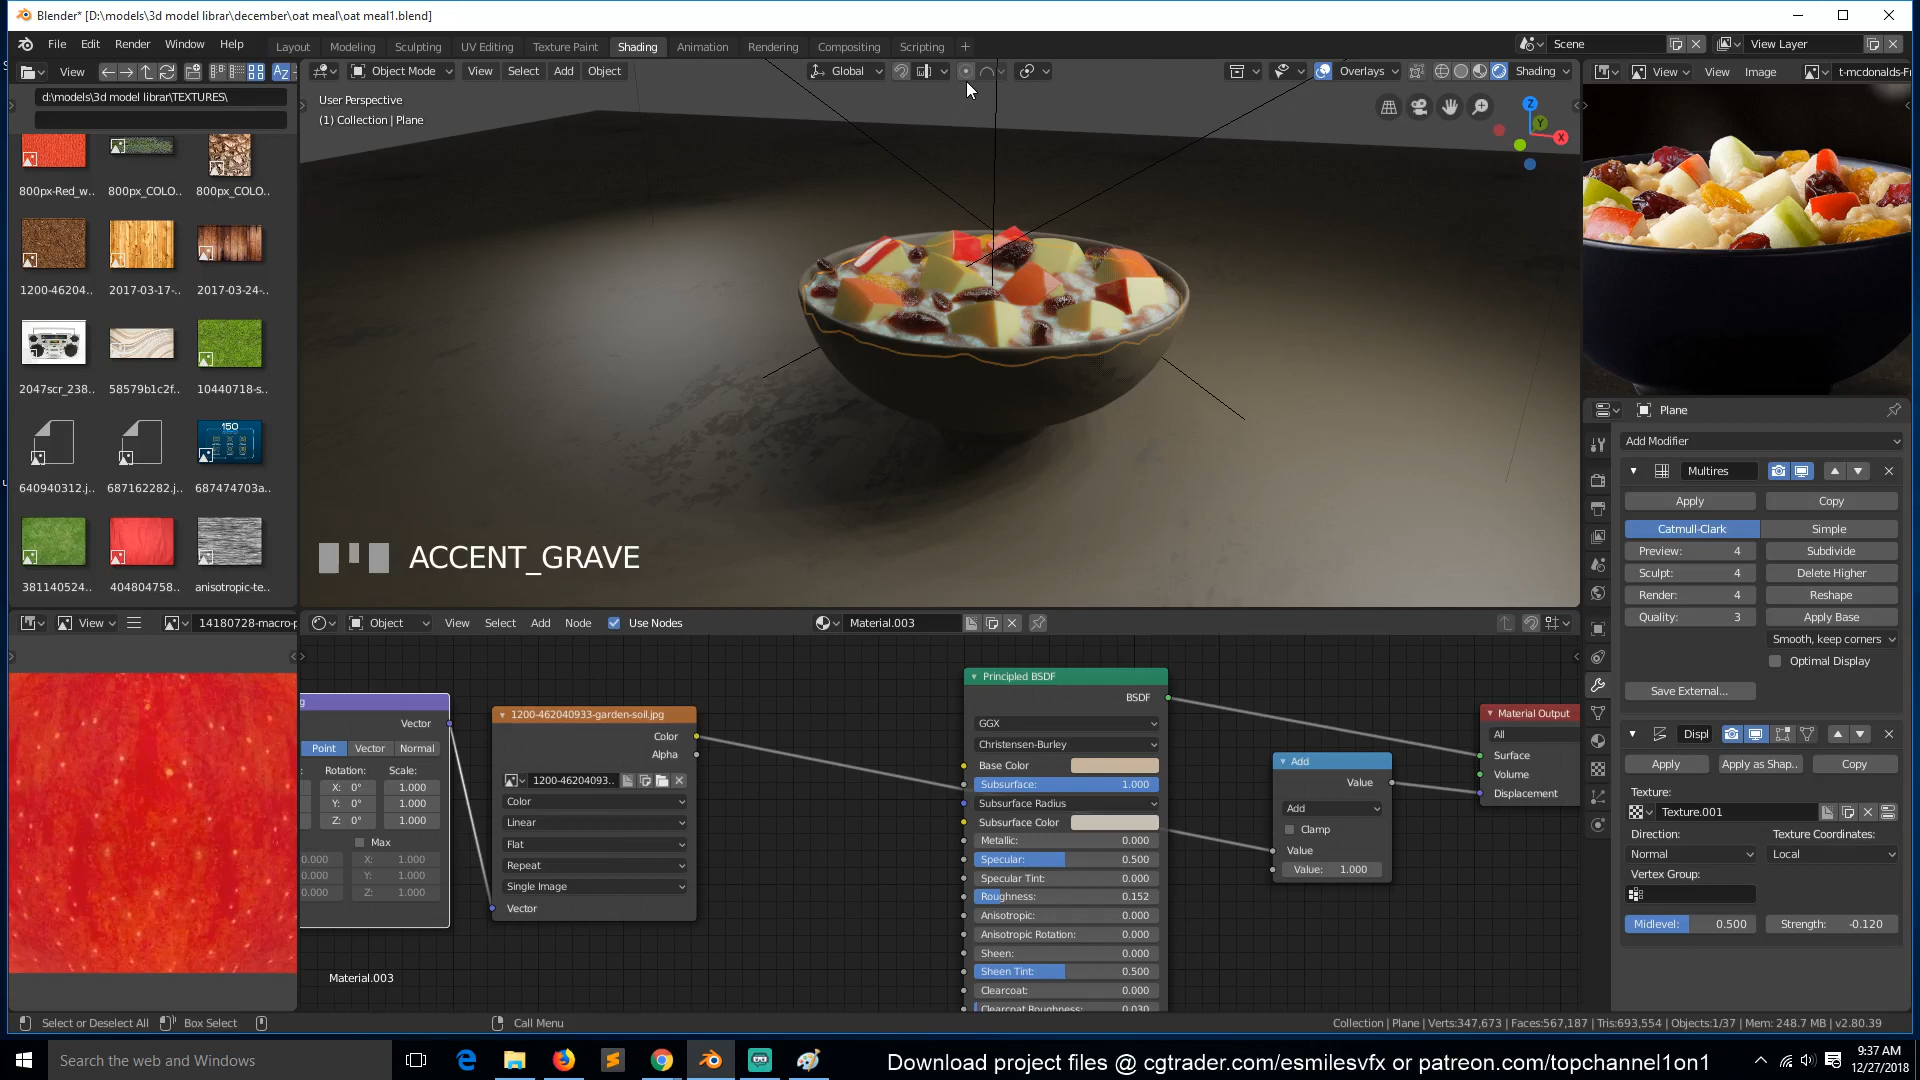 Blender* [D:\models\3d model librar\december\oat meal\oat meal1.blend]
File Edit Render Window Help
Layout Modeling Sculpting UV Editing Texture Paint Shading Animation Rendering Compositing Scripting
Scene
View Layer
View
d:\models\3d model librar\TEXTURES\
800px-Red_w..
800px_COLO..
800px_COLO..
1200-46204..
2017-03-17-..
2017-03-24-..
2047scr_238..
58579b1c2f..
10440718-s..
150
640940312.j..
687162282.j..
687474703a..
381140524..
404804758..
anisotropic-te..
Object Mode View Select Add Object
Global
Overlays
Shading
User Perspective
(1) Collection | Plane
Z
Y
X
ACCENT_GRAVE
View View Image
t-mcdonalds-Fr
Plane
Add Modifier
Multires
Apply Copy
Catmull-Clark Simple
Preview: 4 Subdivide
Sculpt: 4 Delete Higher
Render: 4 Reshape
Quality: 3 Apply Base
Smooth, keep corners
Optimal Display
Save External...
Displ
Apply Apply as Shap.. Copy
Texture:
Texture.001
Direction: Texture Coordinates:
Normal Local
Vertex Group:
Midlevel: 0.500 Strength: -0.120
View
14180728-macro-p
Object View Select Add Node Use Nodes
Material.003
g
Vector
Point Vector Normal
Rotation: Scale:
X: 0° 1.000
Y: 0° 1.000
Z: 0° 1.000
Max
0.000 X: 1.000
0.000 Y: 1.000
0.000 Z: 1.000
1200-462040933-garden-soil.jpg
Color
Alpha
1200-46204093..
Color
Linear
Flat
Repeat
Single Image
Vector
Principled BSDF
BSDF
GGX
Christensen-Burley
Base Color
Subsurface: 1.000
Subsurface Radius
Subsurface Color
Metallic: 0.000
Specular: 0.500
Specular Tint: 0.000
Roughness: 0.152
Anisotropic: 0.000
Anisotropic Rotation: 0.000
Sheen: 0.000
Sheen Tint: 0.500
Clearcoat: 0.000
Clearcoat Roughness: 0.030
Add
Value
Add
Clamp
Value
Value: 1.000
Material Output
All
Surface
Volume
Displacement
Material.003
Select or Deselect All Box Select Call Menu
Collection | Plane | Verts:347,673 | Faces:567,187 | Tris:693,554 | Objects:1/37 | Mem: 248.7 MB | v2.80.39
Search the web and Windows
Download project files @ cgtrader.com/esmilesvfx or patreon.com/topchannel1on1
9:37 AM
12/27/2018